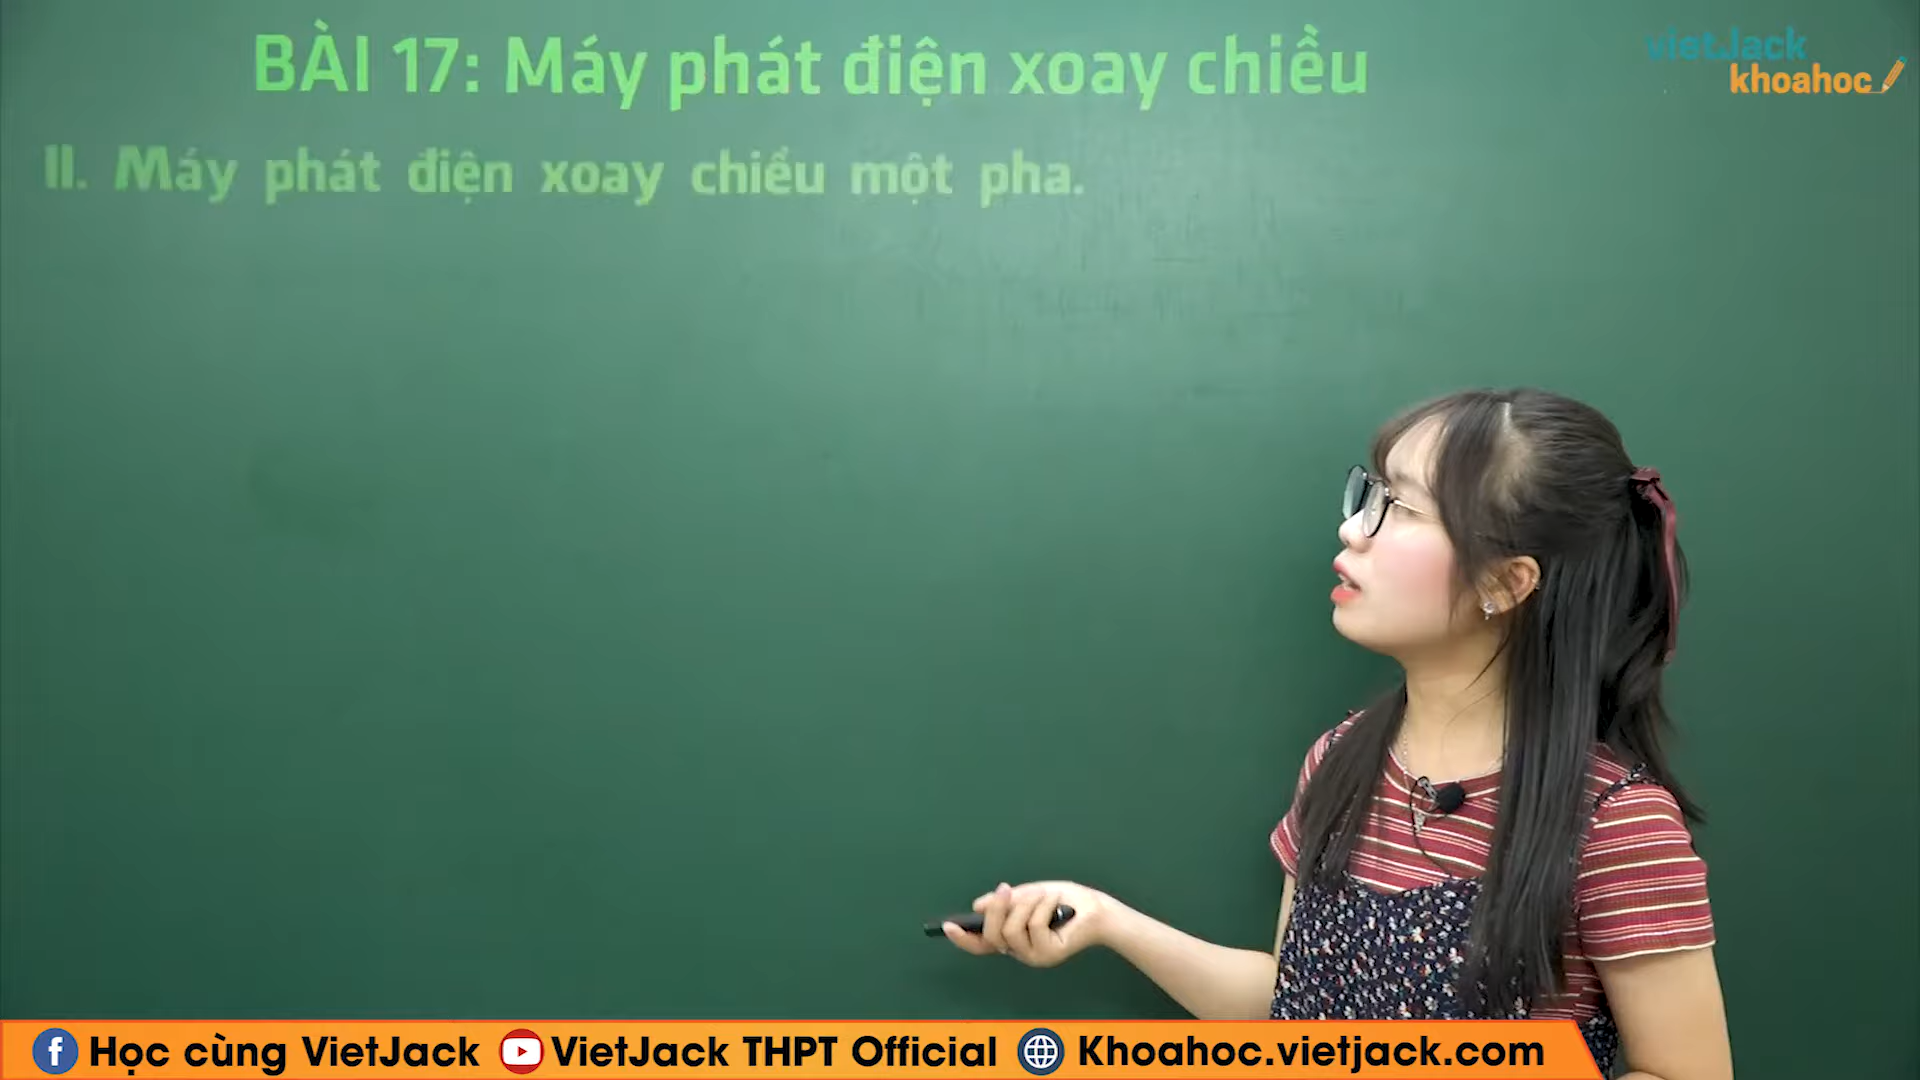 BÀI 17: Máy phát điện xoay chiều
vietJack
khoahoc
II. Máy phát điện xoay chiều một pha.
Học cùng VietJack VietJack THPT Official Khoahoc.vietjack.com